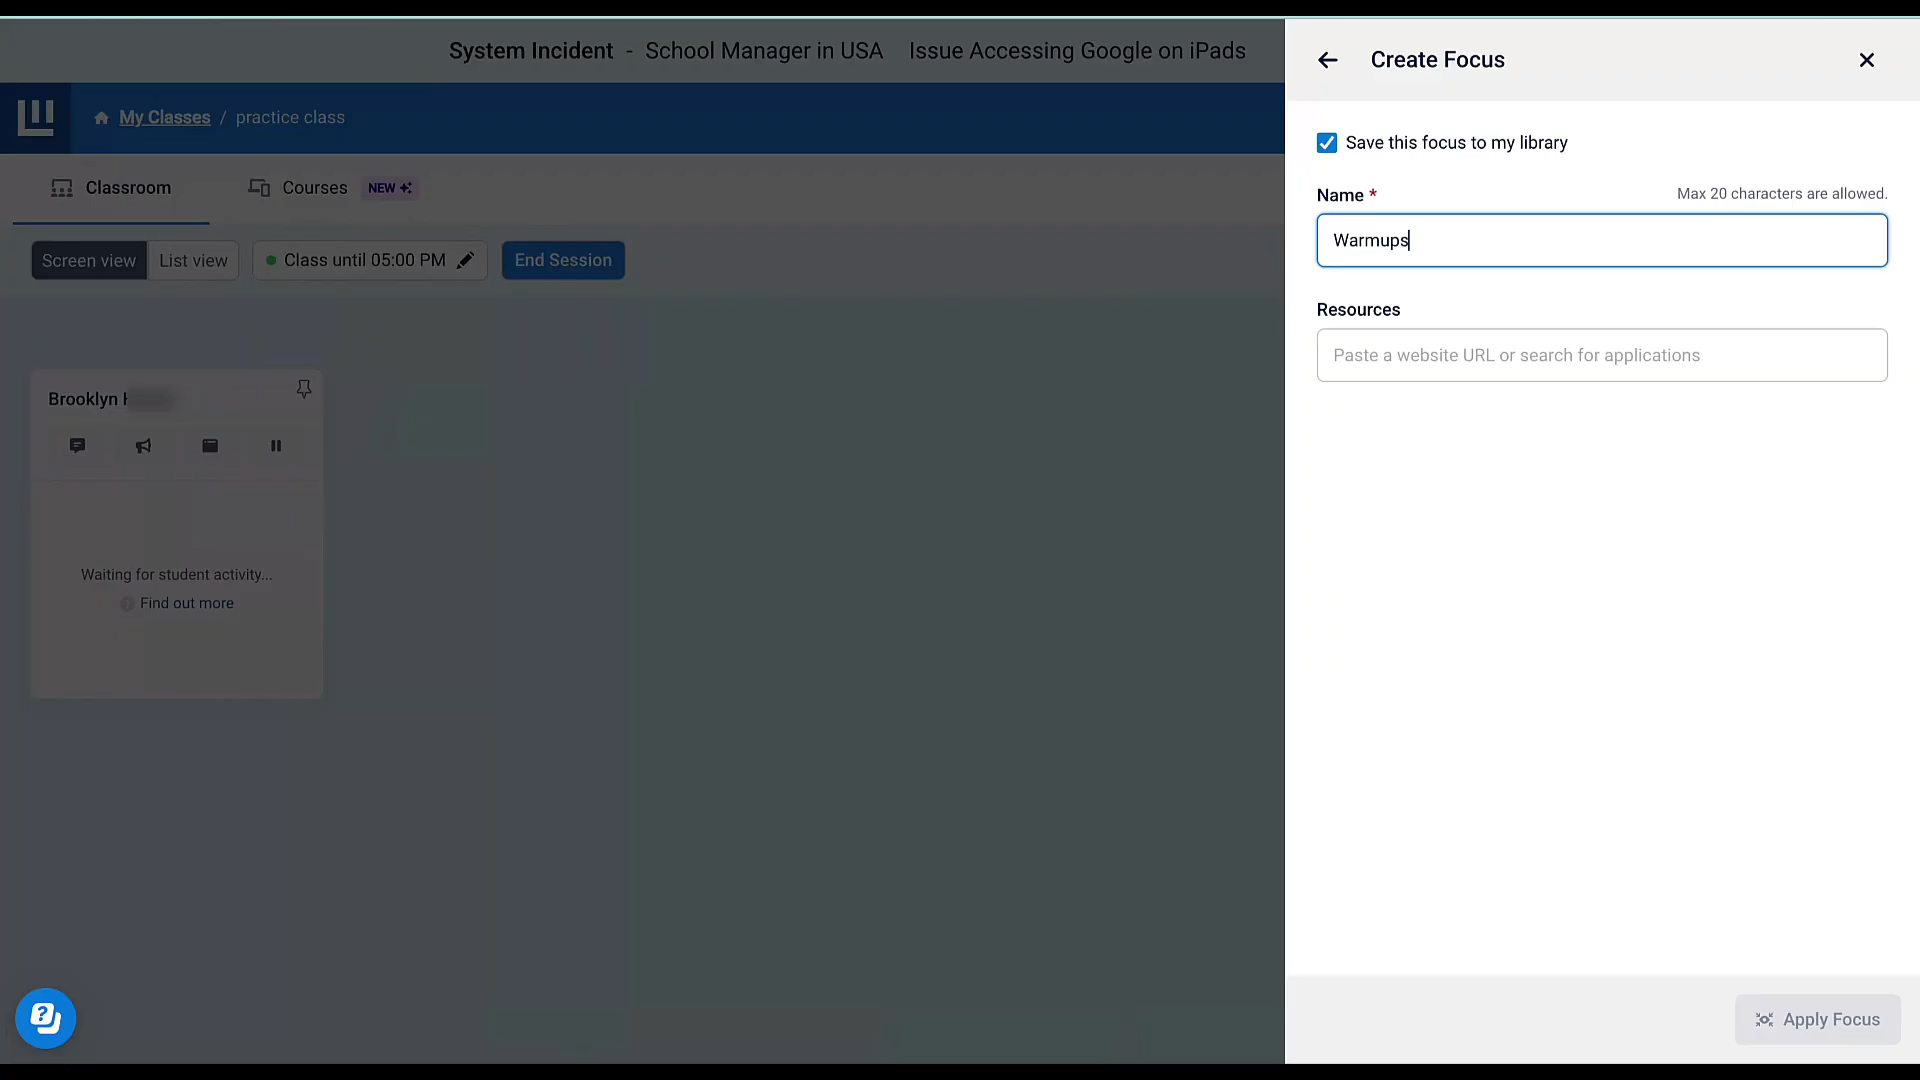 System Incident - School Manager in USA Issue Accessing Google on iPads
My Classes / practice class
Classroom
Courses NEW
Screen view
List view
Class until 05:00 PM
End Session
Brooklyn
Waiting for student activity...
Find out more
Create Focus
Save this focus to my library
Name *
Max 20 characters are allowed.
Warmups
Resources
Paste a website URL or search for applications
Apply Focus